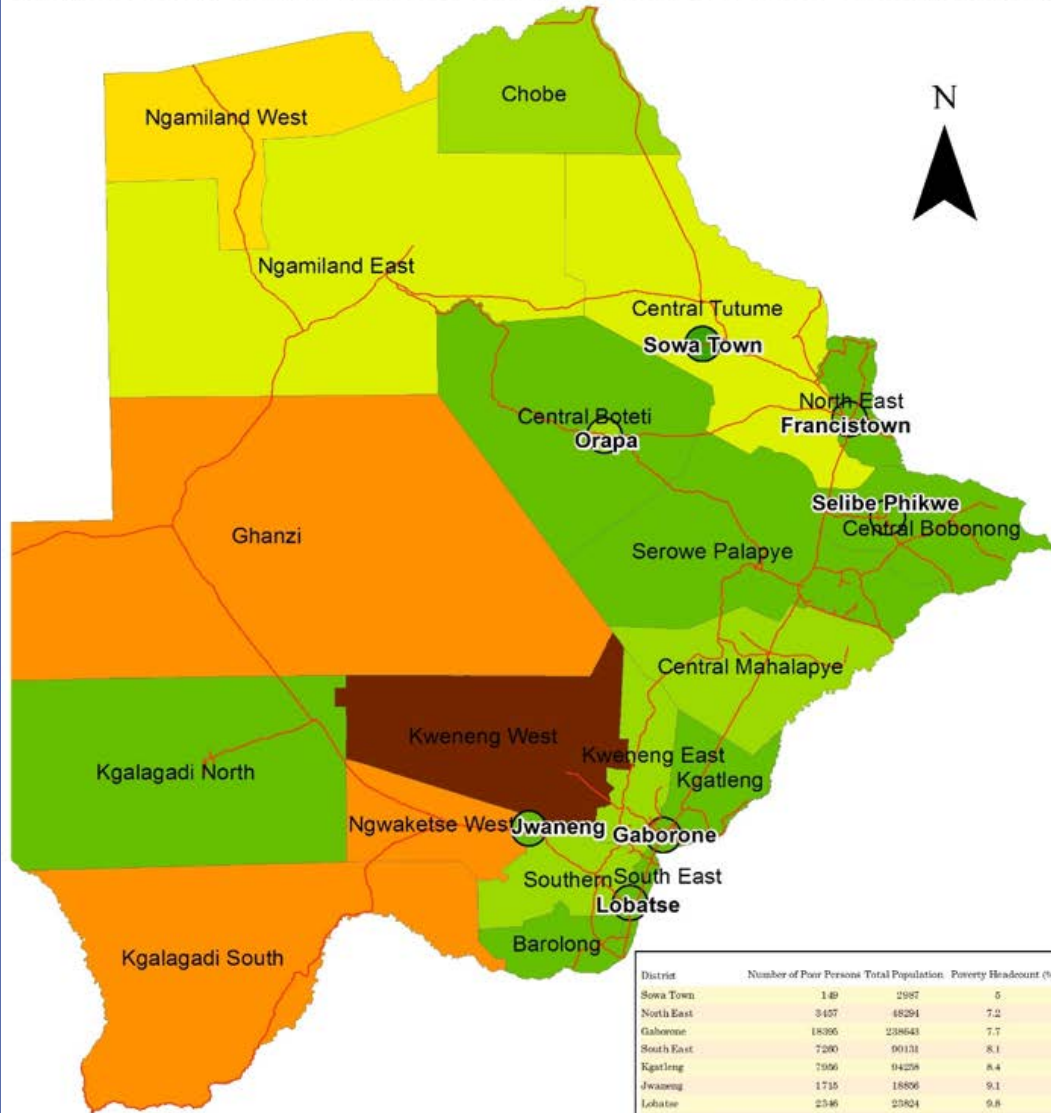 Chobe
N
Ngamiland West
Ngamiland East
Central Tutume
Sowa Town
North East
Central Boteti
Francistown
Orapa
Selibe Phikwe
Central Bobonong
Ghanzi
Serowe Palapye
Central Mahalapye
Kweneng West
Kweneng East
Kgalagadi North
Kgatleng
Ngwaketse West
Jwaneng
Gaborone
Southern
South East
Lobatse
Barolong
Kgalagadi South
District Number of Poor Persons Total Population Poverty Headcount (%
Sowa Town 149 2987 5
North East 3457 48294 7.2
Gaborone 18395 238643 7.7
South East 7260 90131 8.1
Kgatleng 7956 94258 8.4
Jwaneng 1715 18856 9.1
Lobatse 2346 23824 9.8